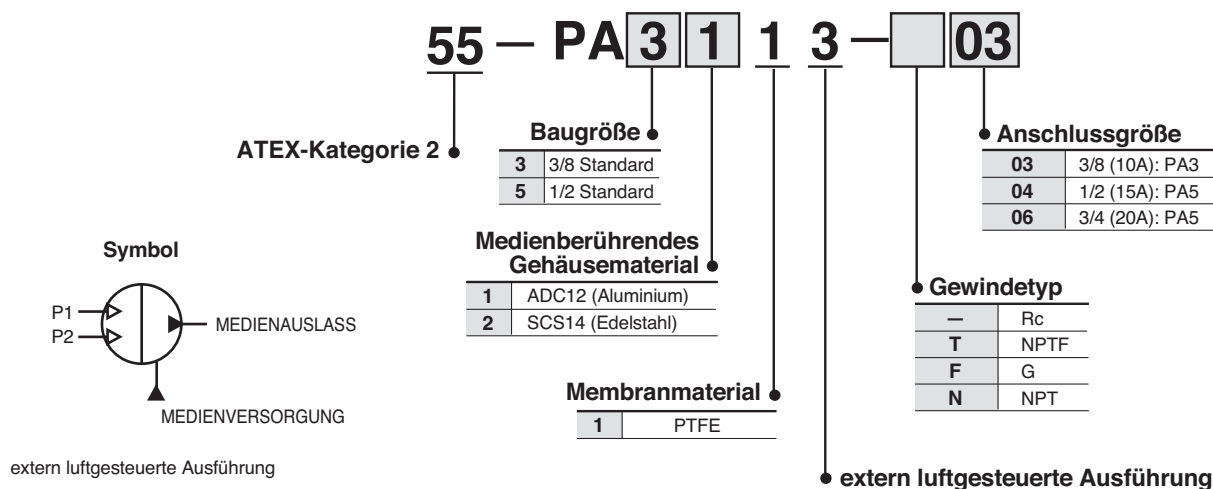 55 — PA 3 1 1 3 — 03
ATEX-Kategorie 2
Baugröße
3 3/8 Standard
5 1/2 Standard
Anschlussgröße
03 3/8 (10A): PA3
04 1/2 (15A): PA5
06 3/4 (20A): PA5
Medienberührendes
Gehäusematerial
1 ADC12 (Aluminium)
2 SCS14 (Edelstahl)
Gewindetyp
— Rc
T NPTF
F G
N NPT
Membranmaterial
1 PTFE
Symbol
P1
P2
MEDIENAUSLASS
MEDIENVERSORGUNG
extern luftgesteuerte Ausführung
extern luftgesteuerte Ausführung